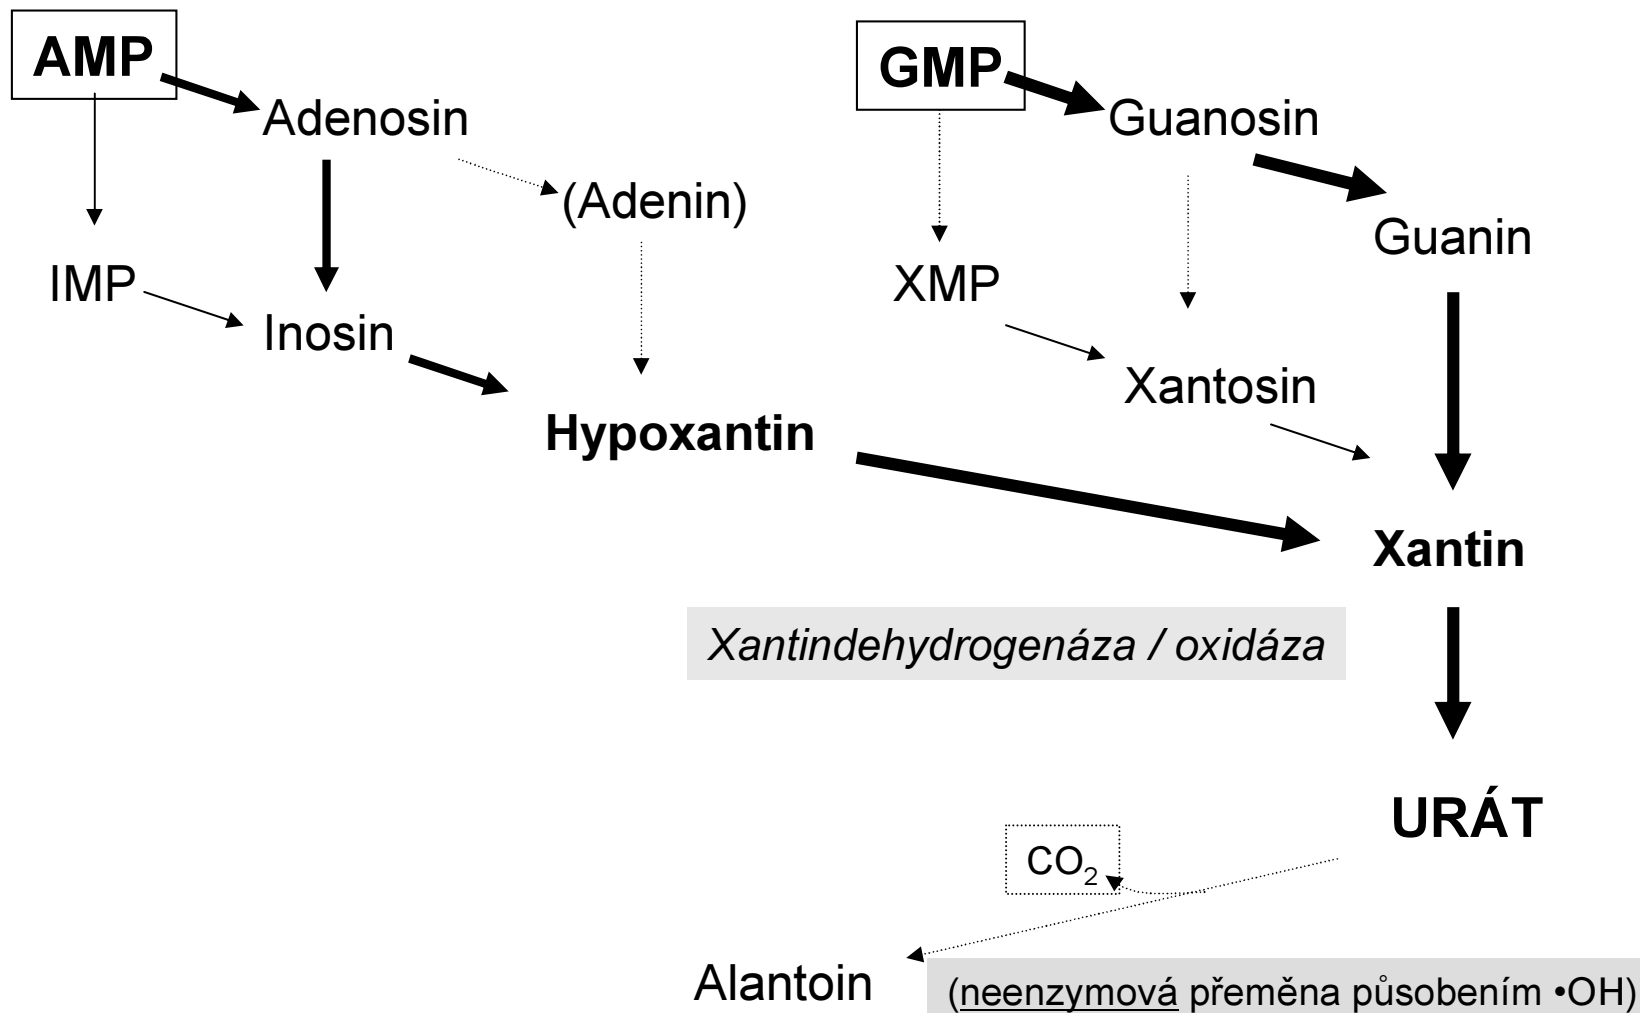 AMP
GMP
Adenosin
Guanosin
(Adenin)
Guanin
IMP
XMP
Inosin
Xantosin
Hypoxantin
Xantin
Xantindehydrogenáza / oxidáza
URÁT
CO₂
Alantoin
(neenzymová přeměna působením •OH)